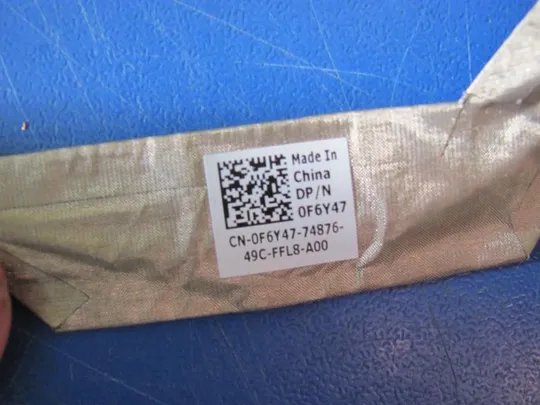 Made In
China
DP/N
0F6Y47
CN-0F6Y47-74876-
49C-FFL8-A00